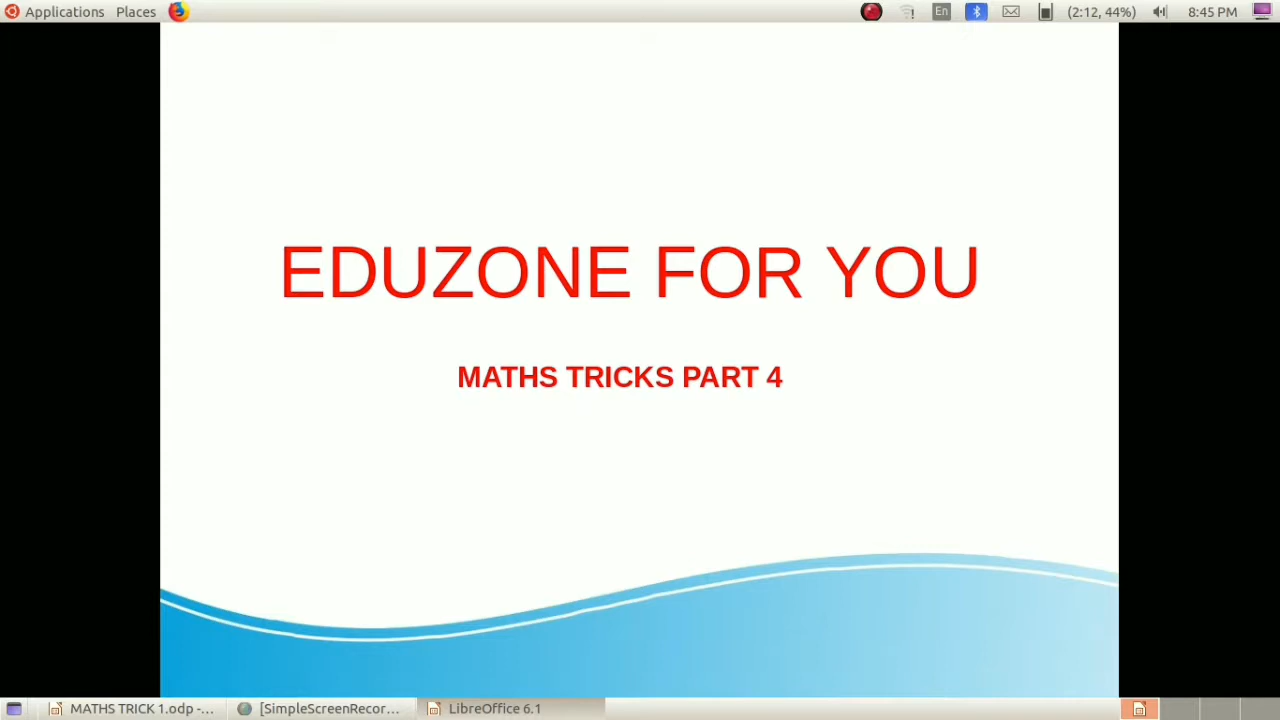 Applications Places En (2:12, 44%) 8:45 PM
EDUZONE FOR YOU
MATHS TRICKS PART 4
MATHS TRICK 1.odp -... [SimpleScreenRecor... LibreOffice 6.1